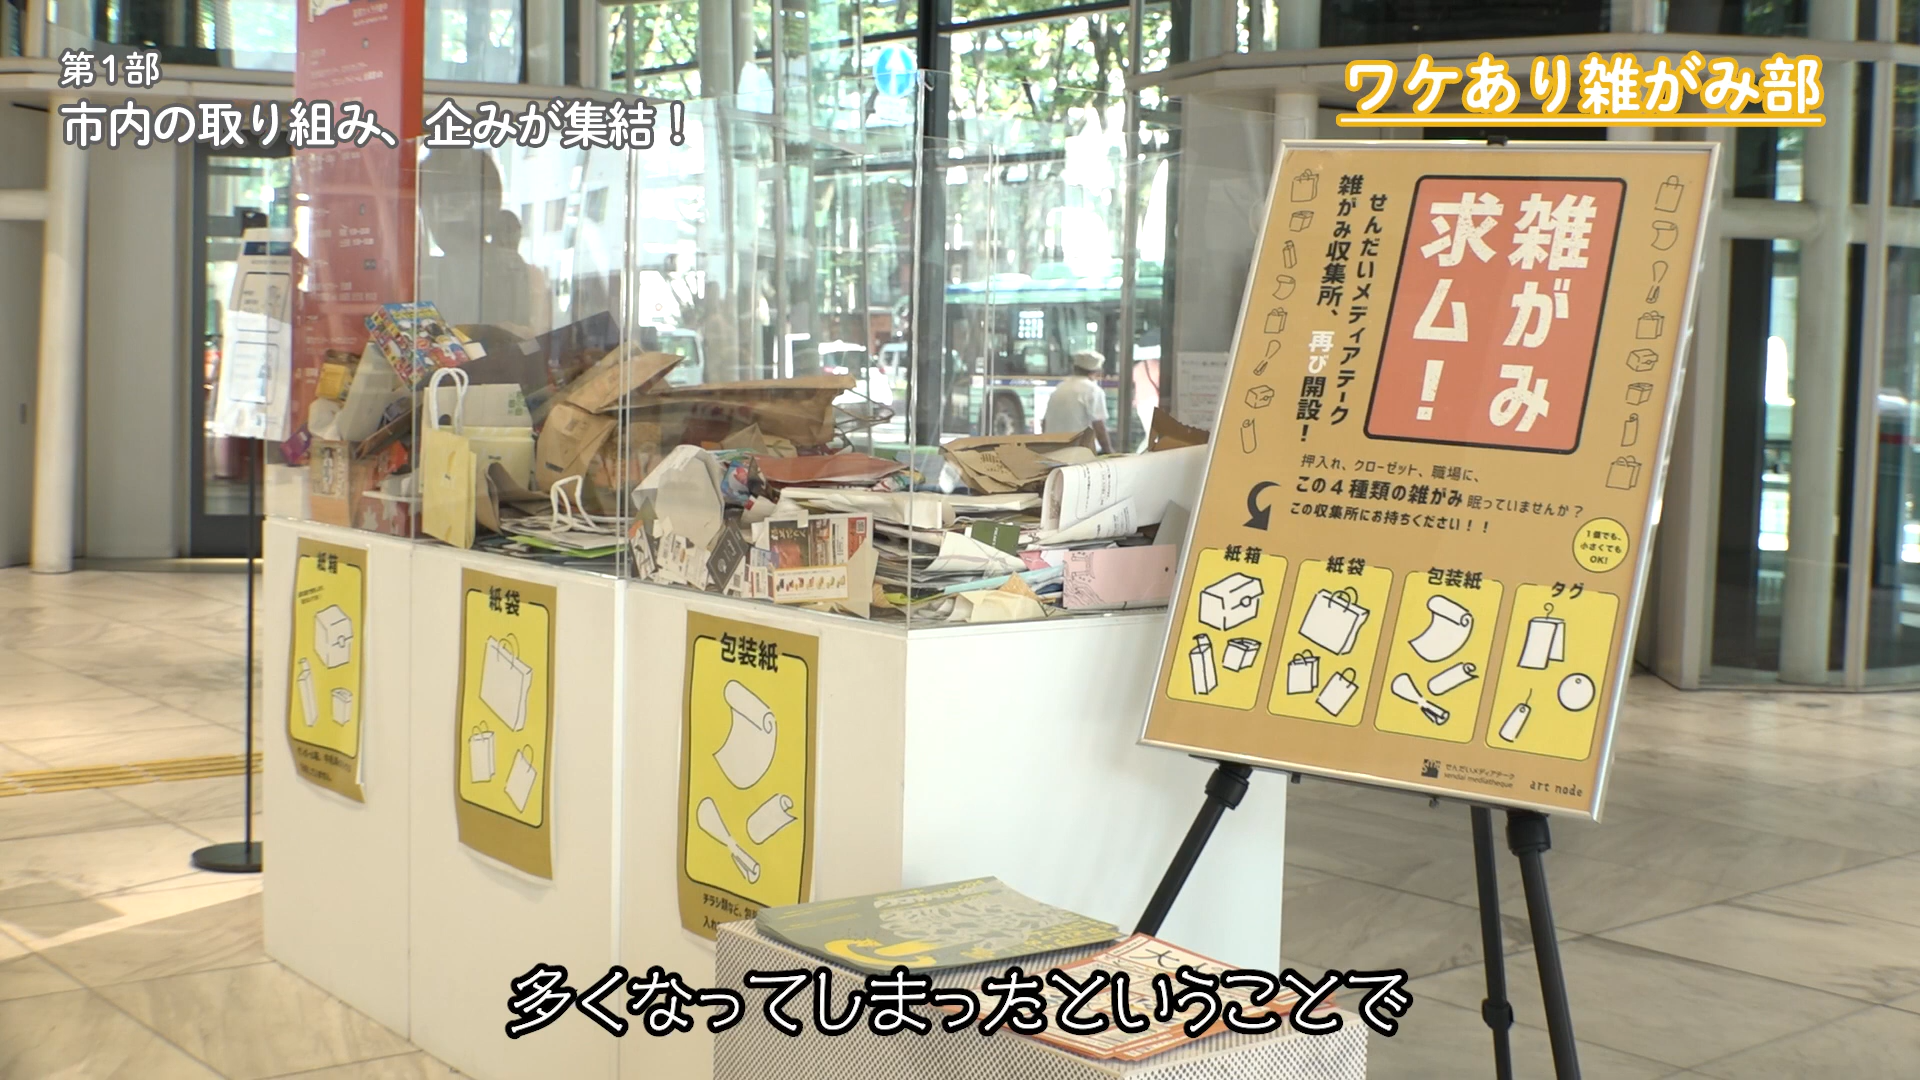 第1部
市内の取り組み、企みが集結！
ワケあり雑がみ部
雑がみ
求ム！
せんだいメディアテーク
雑がみ収集所、再び開設！
押入れ、クローゼット、職場に、
この4種類の雑がみ眠っていませんか？
この収集所にお持ちください！！
1個でも、
小さくても
OK!
紙箱
紙袋
包装紙
タグ
せんだいメディアテーク
sendai mediatheque
art node
紙箱
紙袋
包装紙
多くなってしまったということで